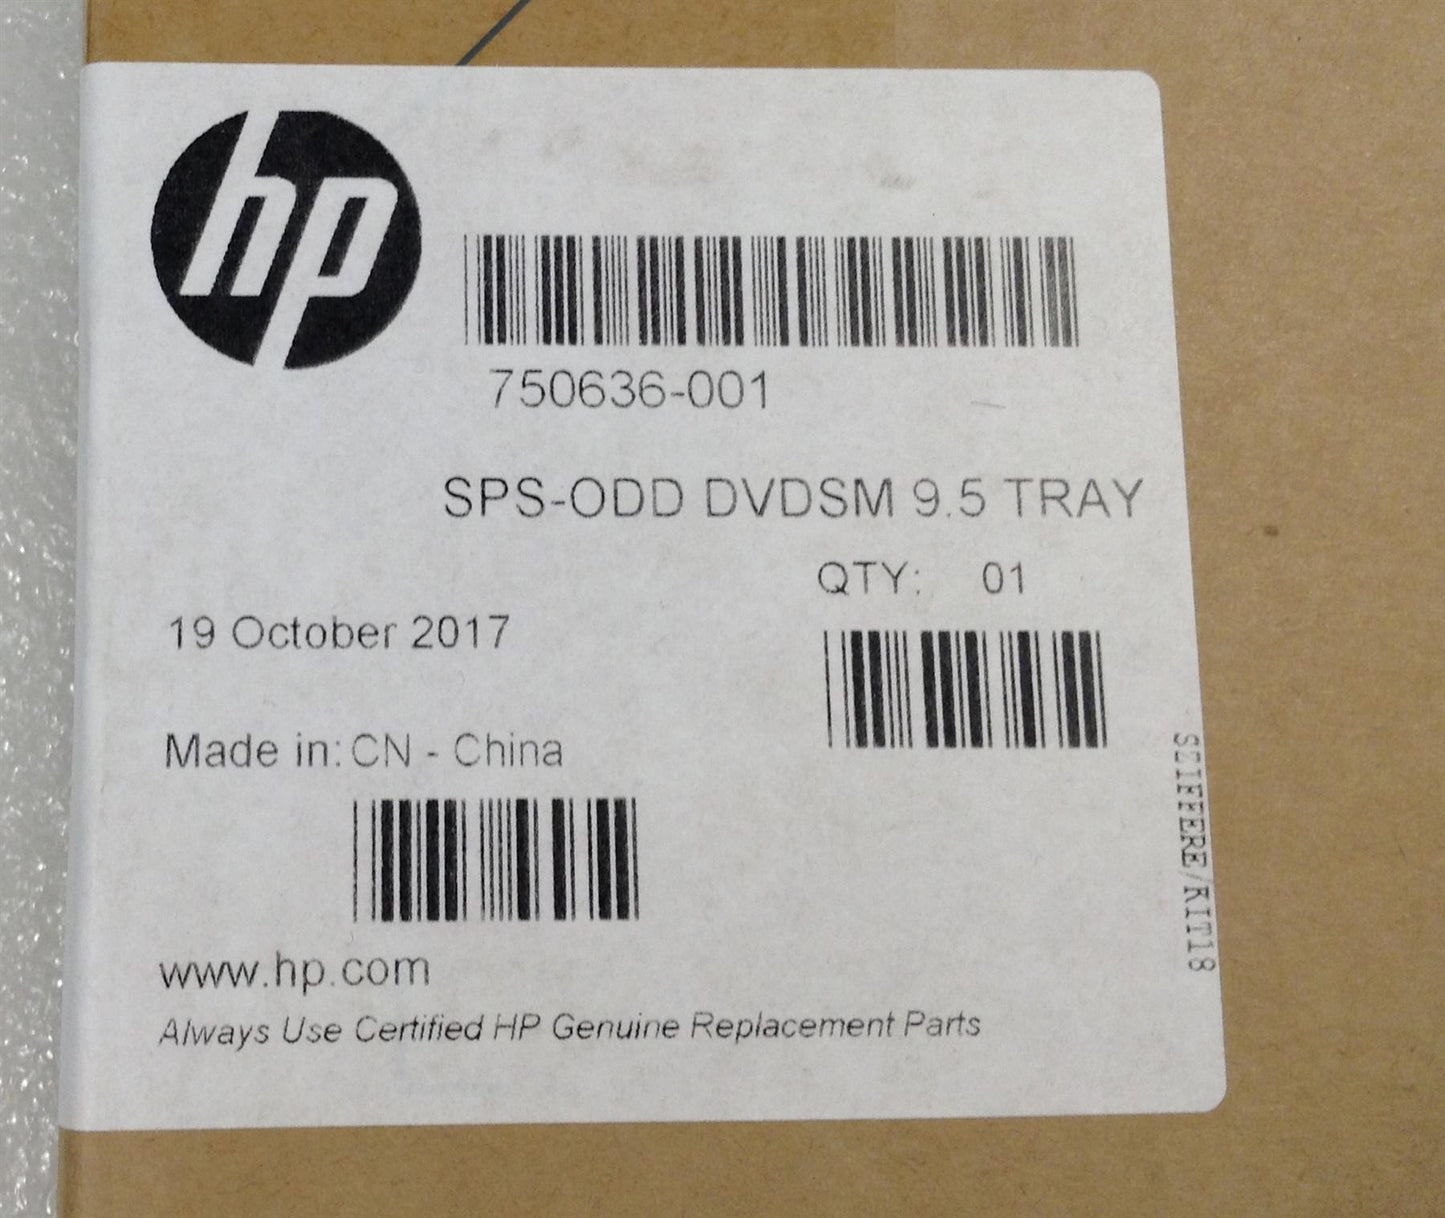 hp
750636-001
SPS-ODD DVDSM 9.5 TRAY
QTY: 01
19 October 2017
Made in: CN - China
www.hp.com
Always Use Certified HP Genuine Replacement Parts
SZIFFERE/KIT18